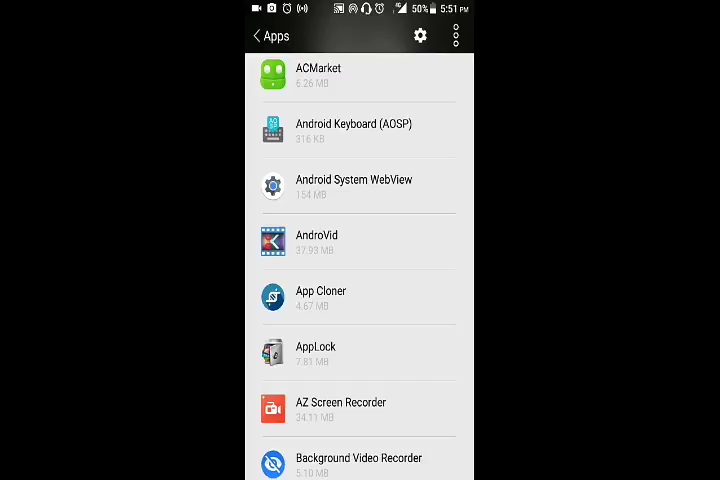 4G 50% 5:51 PM
Apps
ACMarket
6.26 MB
Android Keyboard (AOSP)
316 KB
Android System WebView
154 MB
AndroVid
37.93 MB
App Cloner
4.67 MB
AppLock
7.81 MB
AZ Screen Recorder
34.11 MB
Background Video Recorder
5.10 MB